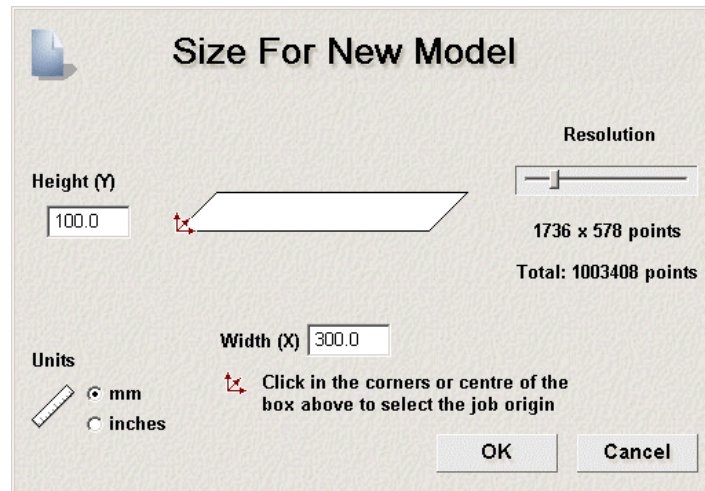 Size For New Model
Resolution
Height (Y)
100.0
1736 x 578 points
Total: 1003408 points
Width (X) 300.0
Units
mm
inches
Click in the corners or centre of the
box above to select the job origin
OK
Cancel